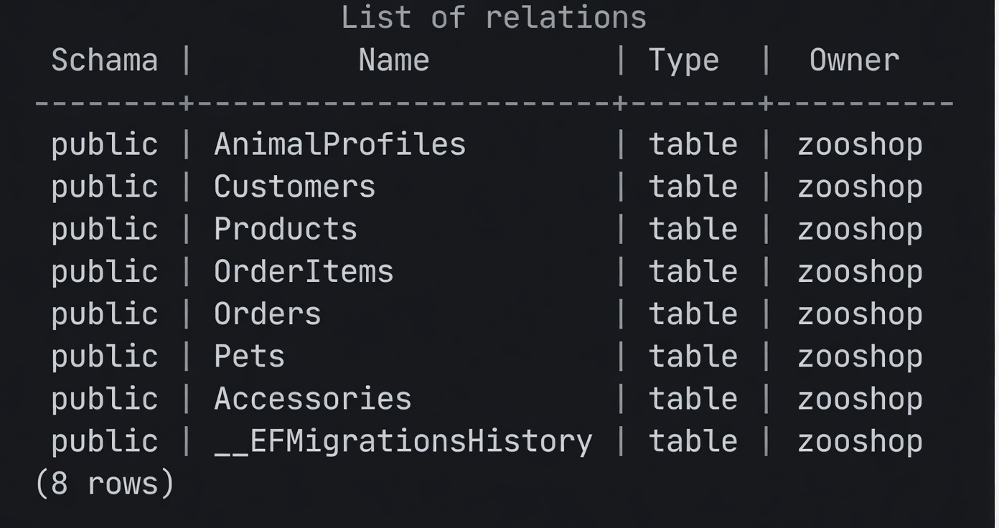 List of relations
Schama | Name | Type | Owner
--------+------------------------+-------+----------
public | AnimalProfiles | table | zooshop
public | Customers | table | zooshop
public | Products | table | zooshop
public | OrderItems | table | zooshop
public | Orders | table | zooshop
public | Pets | table | zooshop
public | Accessories | table | zooshop
public | __EFMigrationsHistory | table | zooshop
(8 rows)